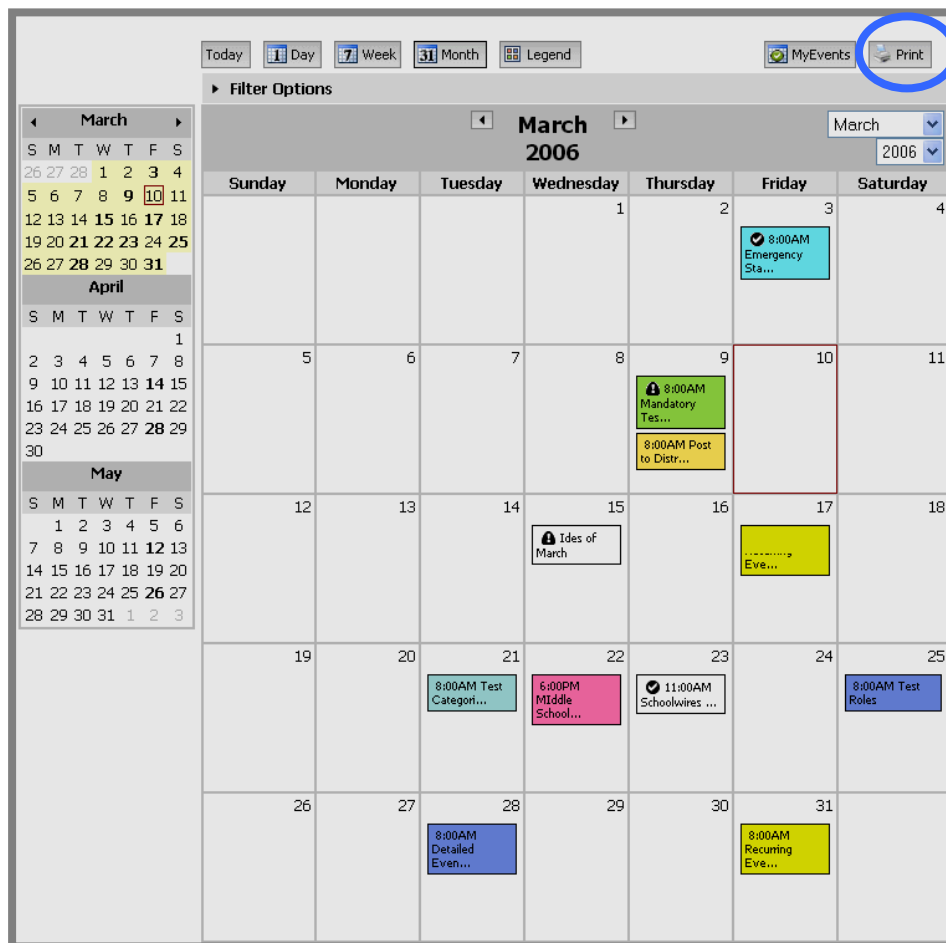 Today 1 Day 7 Week 31 Month Legend MyEvents Print
Filter Options
March
S M T W T F S
26 27 28 1 2 3 4
5 6 7 8 9 10 11
12 13 14 15 16 17 18
19 20 21 22 23 24 25
26 27 28 29 30 31
April
S M T W T F S
1
2 3 4 5 6 7 8
9 10 11 12 13 14 15
16 17 18 19 20 21 22
23 24 25 26 27 28 29
30
May
S M T W T F S
1 2 3 4 5 6
7 8 9 10 11 12 13
14 15 16 17 18 19 20
21 22 23 24 25 26 27
28 29 30 31 1 2 3
March
2006
March
2006
Sunday Monday Tuesday Wednesday Thursday Friday Saturday
1 2 3 4
8:00AM
Emergency
Sta...
5 6 7 8 9 10 11
8:00AM
Mandatory
Tes...
8:00AM Post
to Distr...
12 13 14 15 16 17 18
Ides of
March
Eve...
19 20 21 22 23 24 25
8:00AM Test
Categori...
6:00PM
MIddle
School...
11:00AM
Schoolwires ...
8:00AM Test
Roles
26 27 28 29 30 31
8:00AM
Detailed
Even...
8:00AM
Recurring
Eve...